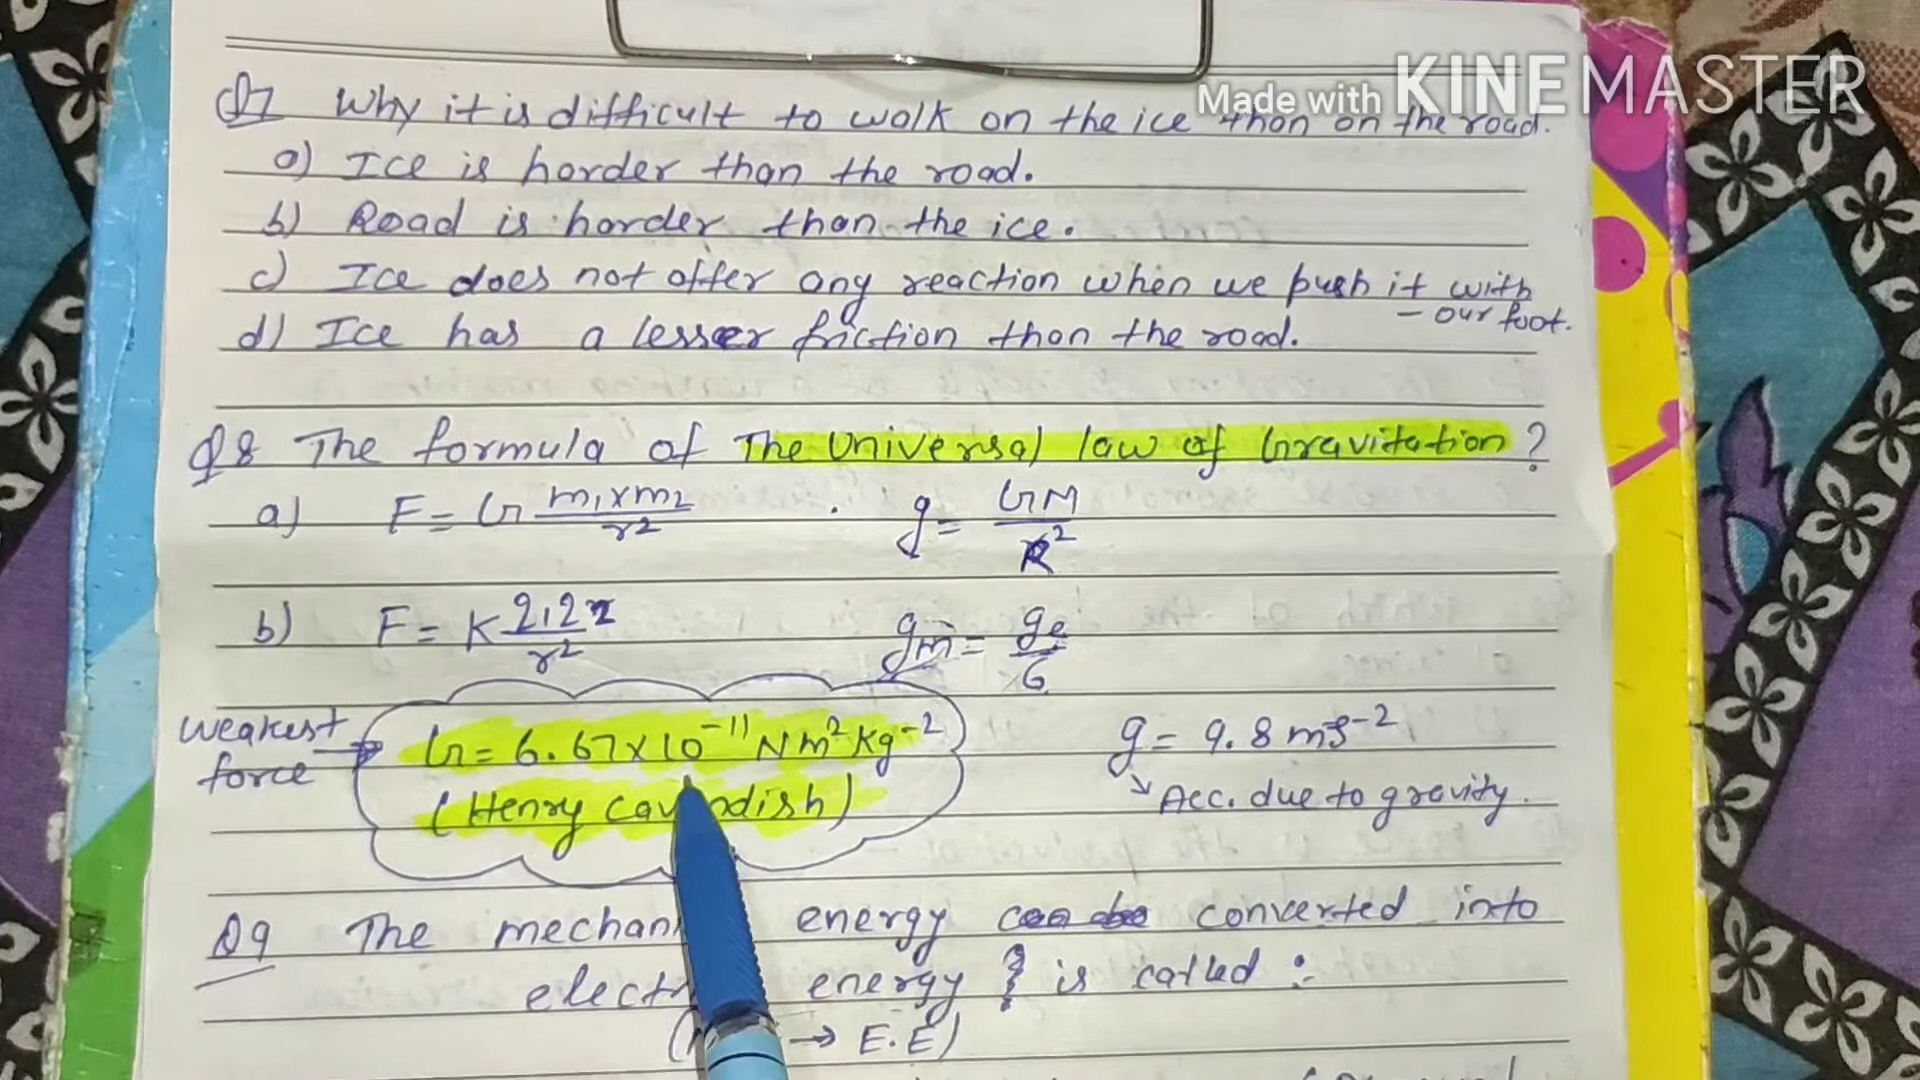 Made with KINEMASTER
Q7 Why it is difficult to walk on the ice than on the road.
a) Ice is harder than the road.
b) Road is harder than the ice.
c) Ice does not offer any reaction when we push it with
- our foot.
d) Ice has a lesser friction than the road.
Q8 The formula of The Universal law of Gravitation?
a) F = G m1 x m2 / r2 g = GM / R2
b) F = K 2,2 2 / r2 gm = ge / 6
weakest force → G = 6.67 x 10^-11 N m2 kg-2 g = 9.8 ms-2
(Henry Cavendish) Acc. due to gravity.
Q9 The mechan energy converted into
elect energy is called :
( → E.E)